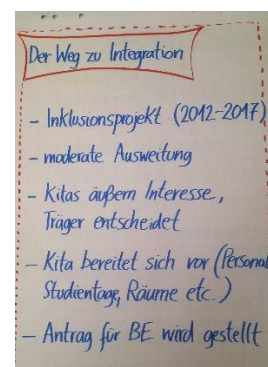 Der Weg zu Integration
- Inklusionsprojekt (2012-2017)
- moderate Ausweitung
- Kitas äußern Interesse,
Träger entscheidet
- Kita bereitet sich vor (Personal
Studientage, Räume etc.)
- Antrag für BE wird gestellt